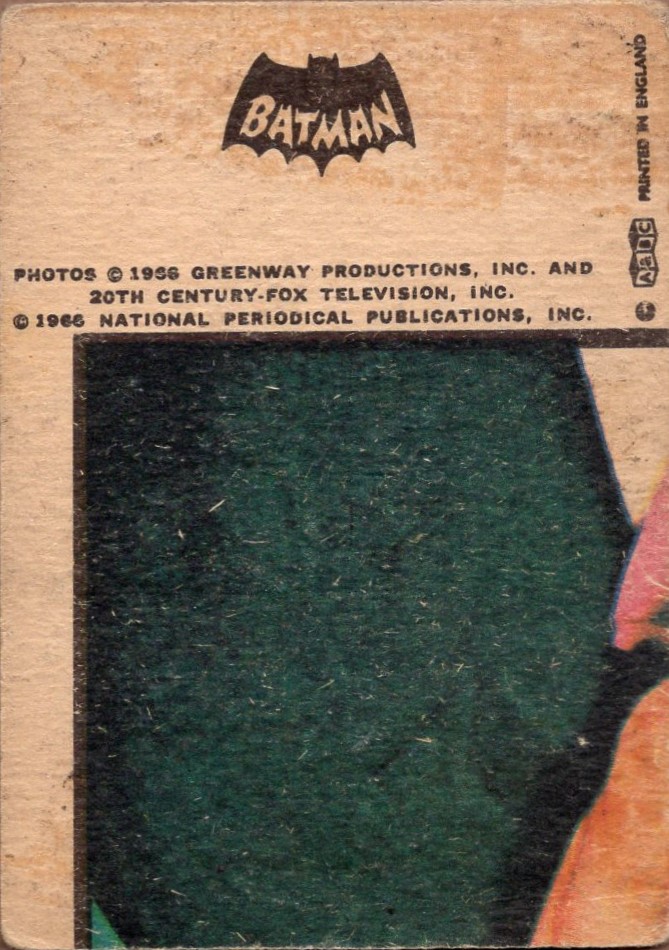 BATMAN
PHOTOS © 1966 GREENWAY PRODUCTIONS, INC. AND
20TH CENTURY-FOX TELEVISION, INC.
© 1966 NATIONAL PERIODICAL PUBLICATIONS, INC.
PRINTED IN ENGLAND
A&BC